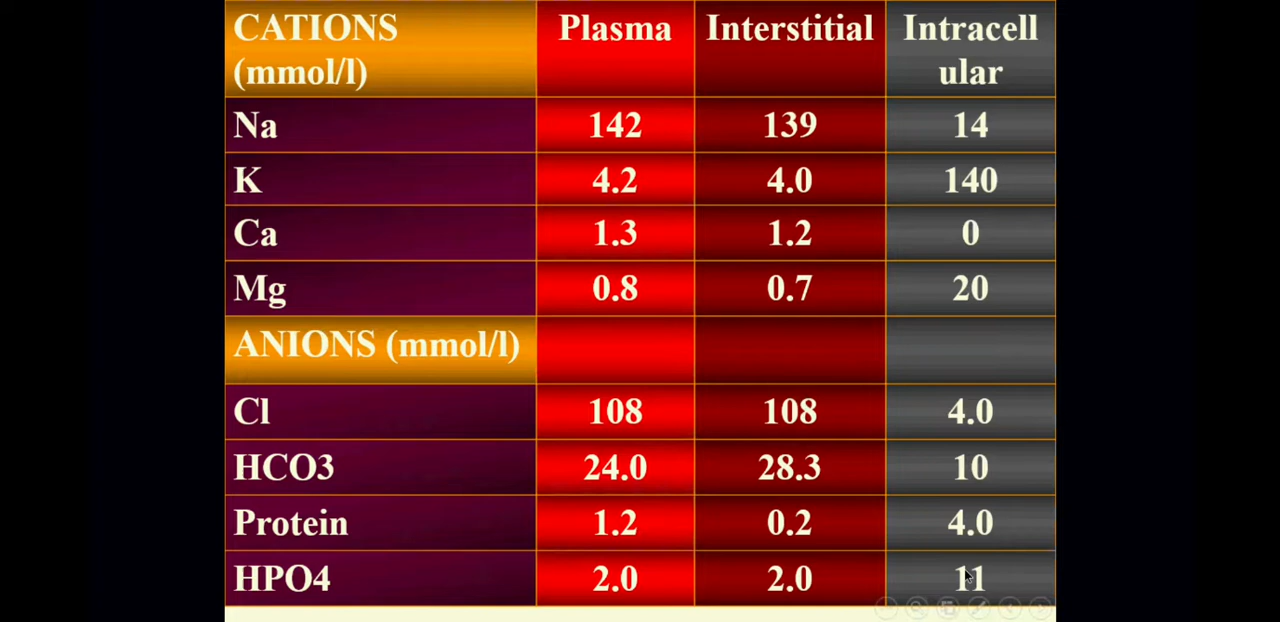 CATIONS (mmol/l) Plasma Interstitial Intracell ular
Na 142 139 14
K 4.2 4.0 140
Ca 1.3 1.2 0
Mg 0.8 0.7 20
ANIONS (mmol/l)
Cl 108 108 4.0
HCO3 24.0 28.3 10
Protein 1.2 0.2 4.0
HPO4 2.0 2.0 11